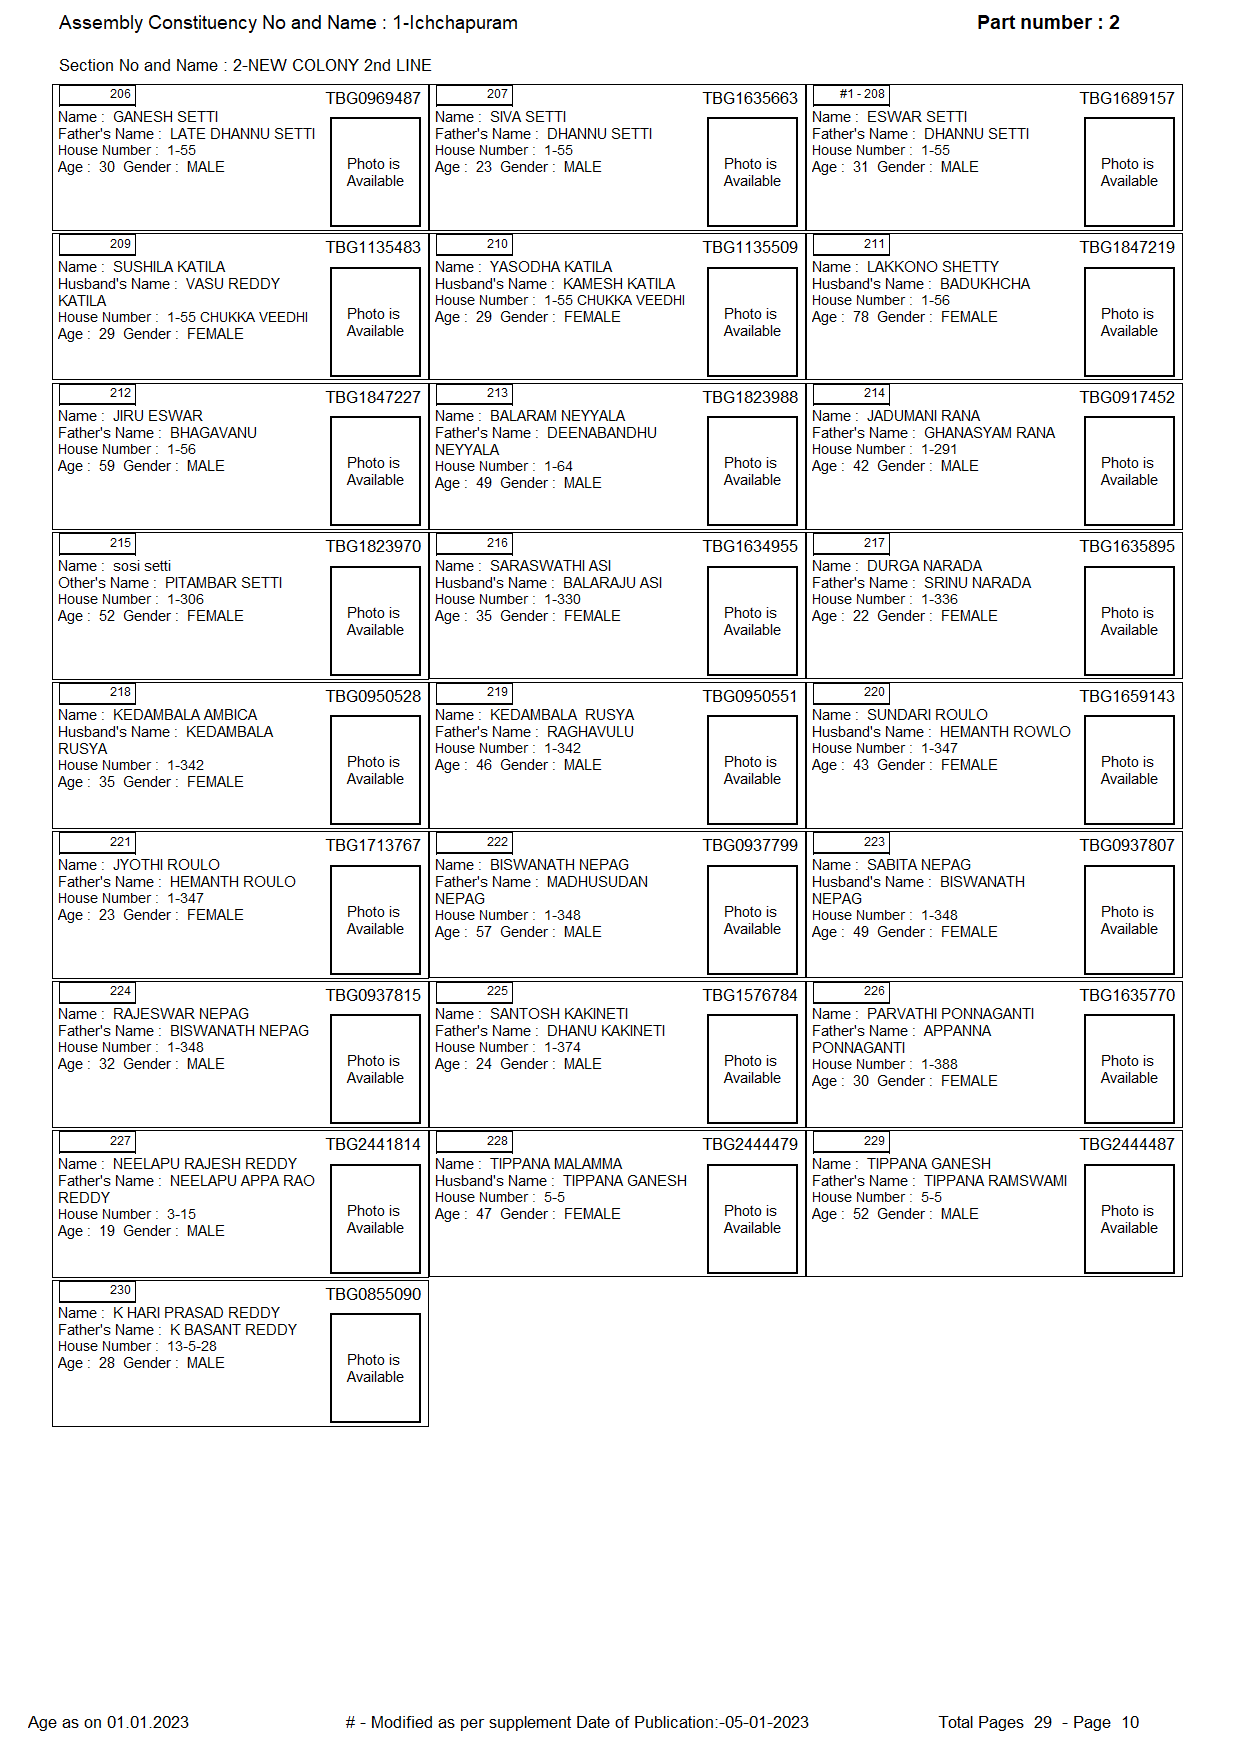 Assembly Constituency No and Name : 1-Ichchapuram
Part number : 2
Section No and Name : 2-NEW COLONY 2nd LINE
206
TBG0969487
Name : GANESH SETTI
Father's Name : LATE DHANNU SETTI
House Number : 1-55
Age : 30 Gender : MALE
Photo is
Available
207
TBG1635663
Name : SIVA SETTI
Father's Name : DHANNU SETTI
House Number : 1-55
Age : 23 Gender : MALE
Photo is
Available
#1 - 208
TBG1689157
Name : ESWAR SETTI
Father's Name : DHANNU SETTI
House Number : 1-55
Age : 31 Gender : MALE
Photo is
Available
209
TBG1135483
Name : SUSHILA KATILA
Husband's Name : VASU REDDY
KATILA
House Number : 1-55 CHUKKA VEEDHI
Age : 29 Gender : FEMALE
Photo is
Available
210
TBG1135509
Name : YASODHA KATILA
Husband's Name : KAMESH KATILA
House Number : 1-55 CHUKKA VEEDHI
Age : 29 Gender : FEMALE
Photo is
Available
211
TBG1847219
Name : LAKKONO SHETTY
Husband's Name : BADUKHCHA
House Number : 1-56
Age : 78 Gender : FEMALE
Photo is
Available
212
TBG1847227
Name : JIRU ESWAR
Father's Name : BHAGAVANU
House Number : 1-56
Age : 59 Gender : MALE
Photo is
Available
213
TBG1823988
Name : BALARAM NEYYALA
Father's Name : DEENABANDHU
NEYYALA
House Number : 1-64
Age : 49 Gender : MALE
Photo is
Available
214
TBG0917452
Name : JADUMANI RANA
Father's Name : GHANASYAM RANA
House Number : 1-291
Age : 42 Gender : MALE
Photo is
Available
215
TBG1823970
Name : sosi setti
Other's Name : PITAMBAR SETTI
House Number : 1-306
Age : 52 Gender : FEMALE
Photo is
Available
216
TBG1634955
Name : SARASWATHI ASI
Husband's Name : BALARAJU ASI
House Number : 1-330
Age : 35 Gender : FEMALE
Photo is
Available
217
TBG1635895
Name : DURGA NARADA
Father's Name : SRINU NARADA
House Number : 1-336
Age : 22 Gender : FEMALE
Photo is
Available
218
TBG0950528
Name : KEDAMBALA AMBICA
Husband's Name : KEDAMBALA
RUSYA
House Number : 1-342
Age : 35 Gender : FEMALE
Photo is
Available
219
TBG0950551
Name : KEDAMBALA RUSYA
Father's Name : RAGHAVULU
House Number : 1-342
Age : 46 Gender : MALE
Photo is
Available
220
TBG1659143
Name : SUNDARI ROULO
Husband's Name : HEMANTH ROWLO
House Number : 1-347
Age : 43 Gender : FEMALE
Photo is
Available
221
TBG1713767
Name : JYOTHI ROULO
Father's Name : HEMANTH ROULO
House Number : 1-347
Age : 23 Gender : FEMALE
Photo is
Available
222
TBG0937799
Name : BISWANATH NEPAG
Father's Name : MADHUSUDAN
NEPAG
House Number : 1-348
Age : 57 Gender : MALE
Photo is
Available
223
TBG0937807
Name : SABITA NEPAG
Husband's Name : BISWANATH
NEPAG
House Number : 1-348
Age : 49 Gender : FEMALE
Photo is
Available
224
TBG0937815
Name : RAJESWAR NEPAG
Father's Name : BISWANATH NEPAG
House Number : 1-348
Age : 32 Gender : MALE
Photo is
Available
225
TBG1576784
Name : SANTOSH KAKINETI
Father's Name : DHANU KAKINETI
House Number : 1-374
Age : 24 Gender : MALE
Photo is
Available
226
TBG1635770
Name : PARVATHI PONNAGANTI
Father's Name : APPANNA
PONNAGANTI
House Number : 1-388
Age : 30 Gender : FEMALE
Photo is
Available
227
TBG2441814
Name : NEELAPU RAJESH REDDY
Father's Name : NEELAPU APPA RAO
REDDY
House Number : 3-15
Age : 19 Gender : MALE
Photo is
Available
228
TBG2444479
Name : TIPPANA MALAMMA
Husband's Name : TIPPANA GANESH
House Number : 5-5
Age : 47 Gender : FEMALE
Photo is
Available
229
TBG2444487
Name : TIPPANA GANESH
Father's Name : TIPPANA RAMSWAMI
House Number : 5-5
Age : 52 Gender : MALE
Photo is
Available
230
TBG0855090
Name : K HARI PRASAD REDDY
Father's Name : K BASANT REDDY
House Number : 13-5-28
Age : 28 Gender : MALE
Photo is
Available
Age as on 01.01.2023
# - Modified as per supplement Date of Publication:-05-01-2023
Total Pages 29 - Page 10